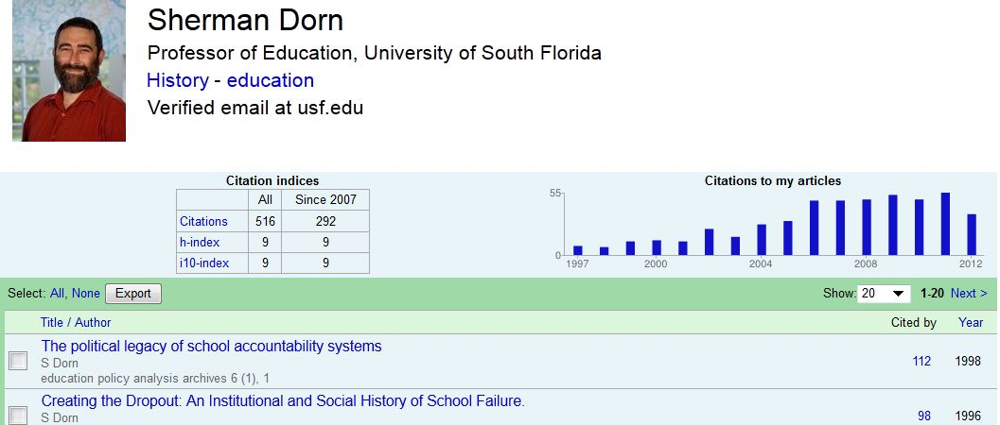 Sherman Dorn
Professor of Education, University of South Florida
History - education
Verified email at usf.edu
Citation indices
All Since 2007
Citations 516 292
h-index 9 9
i10-index 9 9
Citations to my articles
55
0
1997 2000 2004 2008 2012
Select: All, None Export Show: 20 1-20 Next >
Title / Author Cited by Year
The political legacy of school accountability systems 112 1998
S Dorn
education policy analysis archives 6 (1), 1
Creating the Dropout: An Institutional and Social History of School Failure. 98 1996
S Dorn